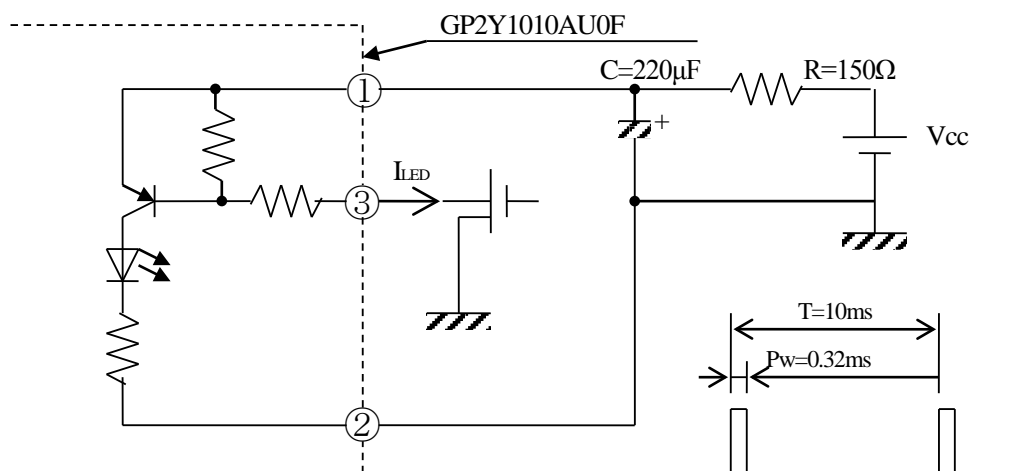 GP2Y1010AU0F
①
C=220μF
R=150Ω
+
Vcc
③
ILED
T=10ms
Pw=0.32ms
②